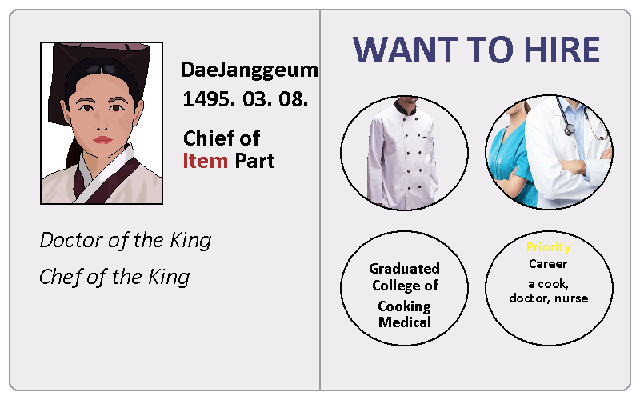 DaeJanggeum
1495. 03. 08.
Chief of
Item Part
Doctor of the King
Chef of the King
WANT TO HIRE
Graduated
College of
Cooking
Medical
Priority
Career
a cook,
doctor, nurse